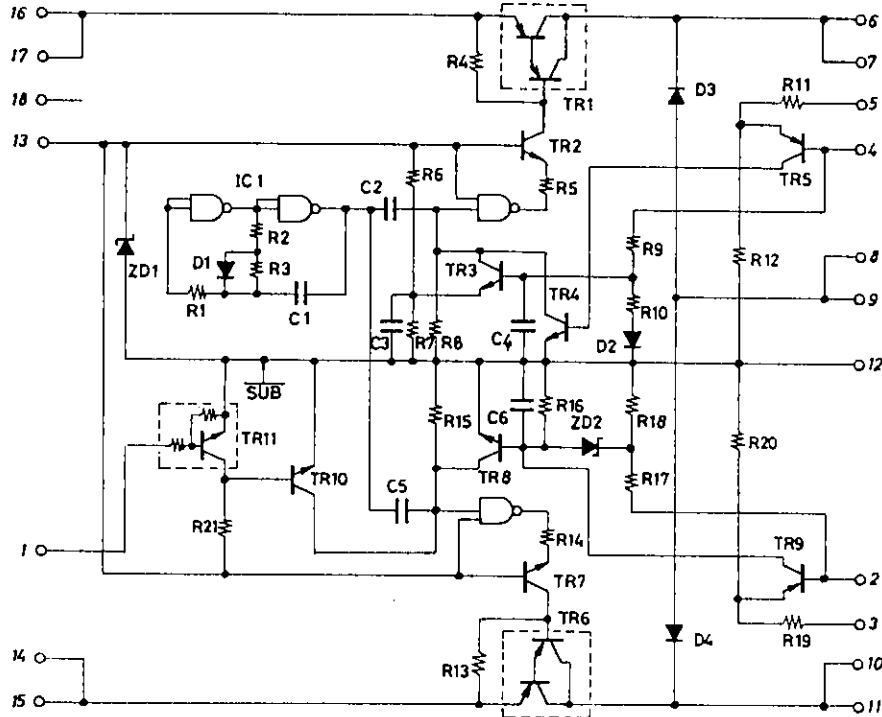 16
6
17
7
R4
18
TR1
D3
R11
5
13
TR2
4
R6
R5
TR5
IC1
C2
R2
R9
ZD1
D1
R3
TR3
TR4
R12
8
R10
9
R1
C1
C3
R7
R8
C4
D2
12
SUB
R15
C6
R16
ZD2
R18
TR11
R20
TR10
TR8
R17
C5
R21
R14
TR9
1
TR7
2
TR6
3
R19
14
R13
D4
10
15
11